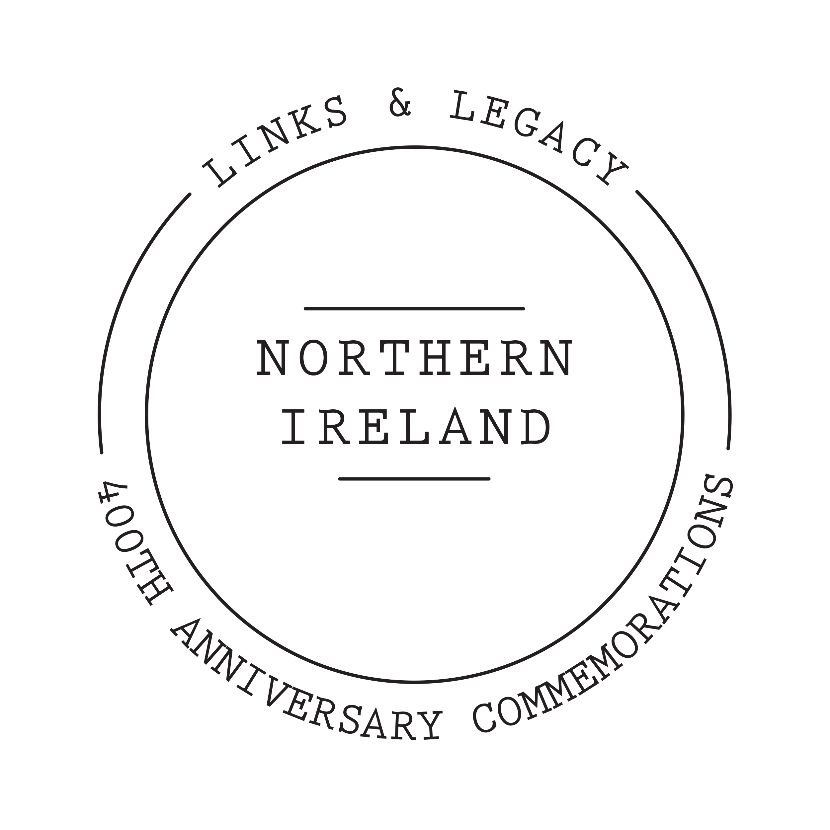 LINKS & LEGACY
NORTHERN
IRELAND
400TH ANNIVERSARY COMMEMORATIONS